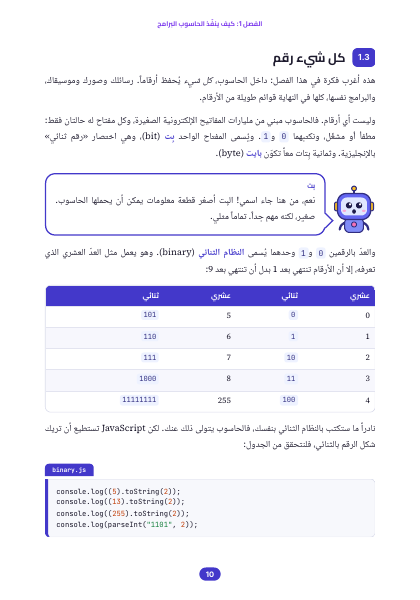 الفصل 1: كيف ينفّذ الحاسوب البرامج
1.3 كل شيء رقم
هذه أغرب فكرة في هذا الفصل: داخل الحاسوب، كل شيء يُحفظ أرقاماً. رسائلك وصورك وموسيقاك،
والبرامج نفسها، كلها في النهاية قوائم طويلة من الأرقام.
وليست أي أرقام. فالحاسوب مبني من مليارات المفاتيح الإلكترونية الصغيرة، وكل مفتاح له حالتان فقط:
مطفأ أو مشغّل، ونكتبهما 0 و 1. ويُسمى المفتاح الواحد بِت (bit)، وهي اختصار «رقم ثنائي»
بالإنجليزية. وثمانية بِتات معاً تكوّن بايت (byte).
بِت
نعم، من هنا جاء اسمي! البِت أصغر قطعة معلومات يمكن أن يحملها الحاسوب.
صغير، لكنه مهم جداً. تماماً مثلي.
والعدّ بالرقمين 0 و 1 وحدهما يُسمى النظام الثنائي (binary). وهو يعمل مثل العدّ العشري الذي
تعرفه، إلا أن الأرقام تنتهي بعد 1 بدل أن تنتهي بعد 9:
عشري ثنائي عشري ثنائي
0 0 5 101
1 1 6 110
2 10 7 111
3 11 8 1000
4 100 255 11111111
نادراً ما ستكتب بالنظام الثنائي بنفسك، فالحاسوب يتولى ذلك عنك. لكن JavaScript تستطيع أن تريك
شكل الرقم بالثنائي، فلنتحقق من الجدول:
binary.js
console.log((5).toString(2));
console.log((13).toString(2));
console.log((255).toString(2));
console.log(parseInt("1101", 2));
10